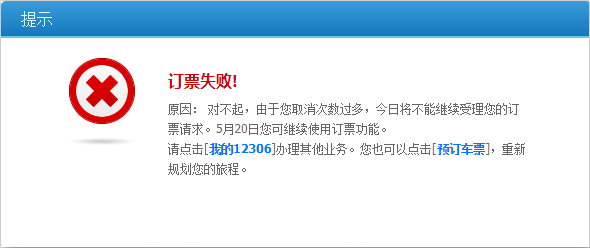 提示
订票失败!
原因： 对不起，由于您取消次数过多，今日将不能继续受理您的订
票请求。5月20日您可继续使用订票功能。
请点击[我的12306]办理其他业务。您也可以点击[预订车票]，重新
规划您的旅程。